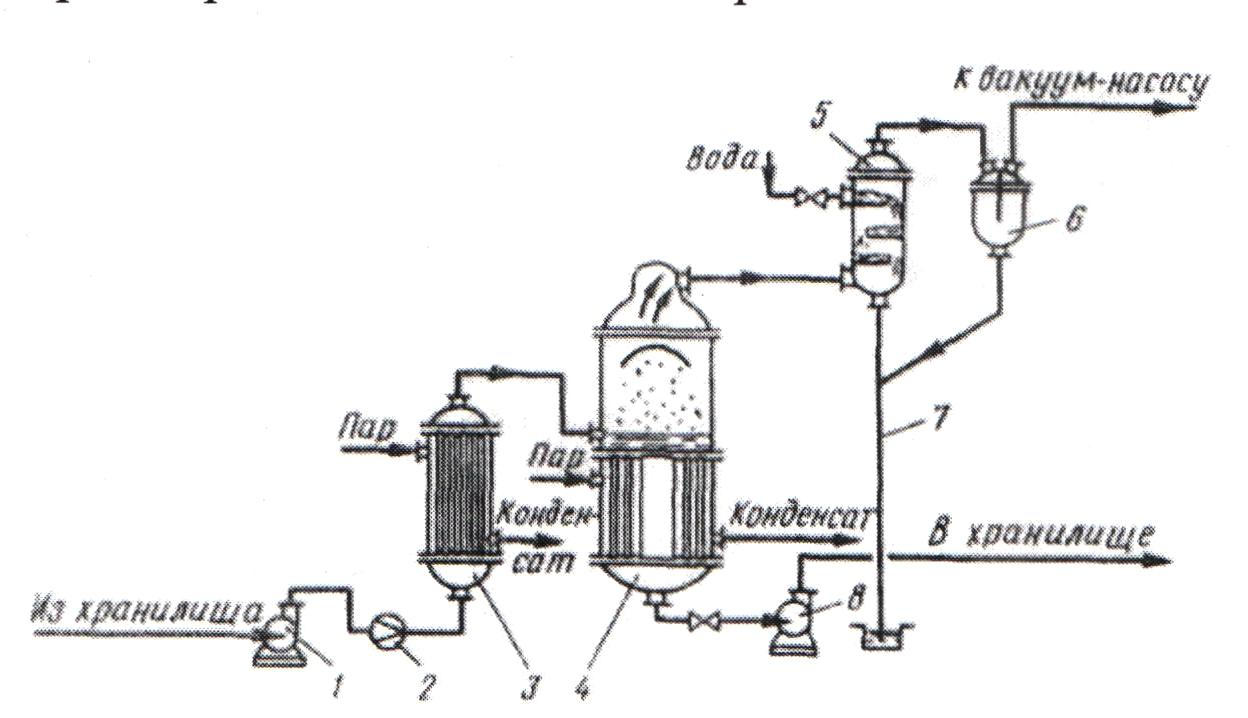 К вакуум-насосу
5
Вода
6
Пар
7
Пар
Конден-
сат
Конденсат
В хранилище
Из хранилища
8
1
2
3
4